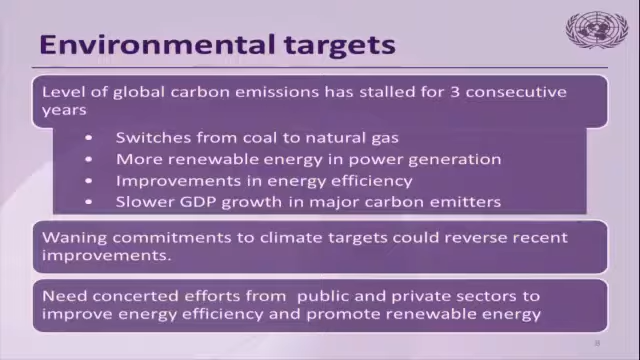 Environmental targets
Level of global carbon emissions has stalled for 3 consecutive
years
• Switches from coal to natural gas
• More renewable energy in power generation
• Improvements in energy efficiency
• Slower GDP growth in major carbon emitters
Waning commitments to climate targets could reverse recent
improvements.
Need concerted efforts from public and private sectors to
improve energy efficiency and promote renewable energy
8